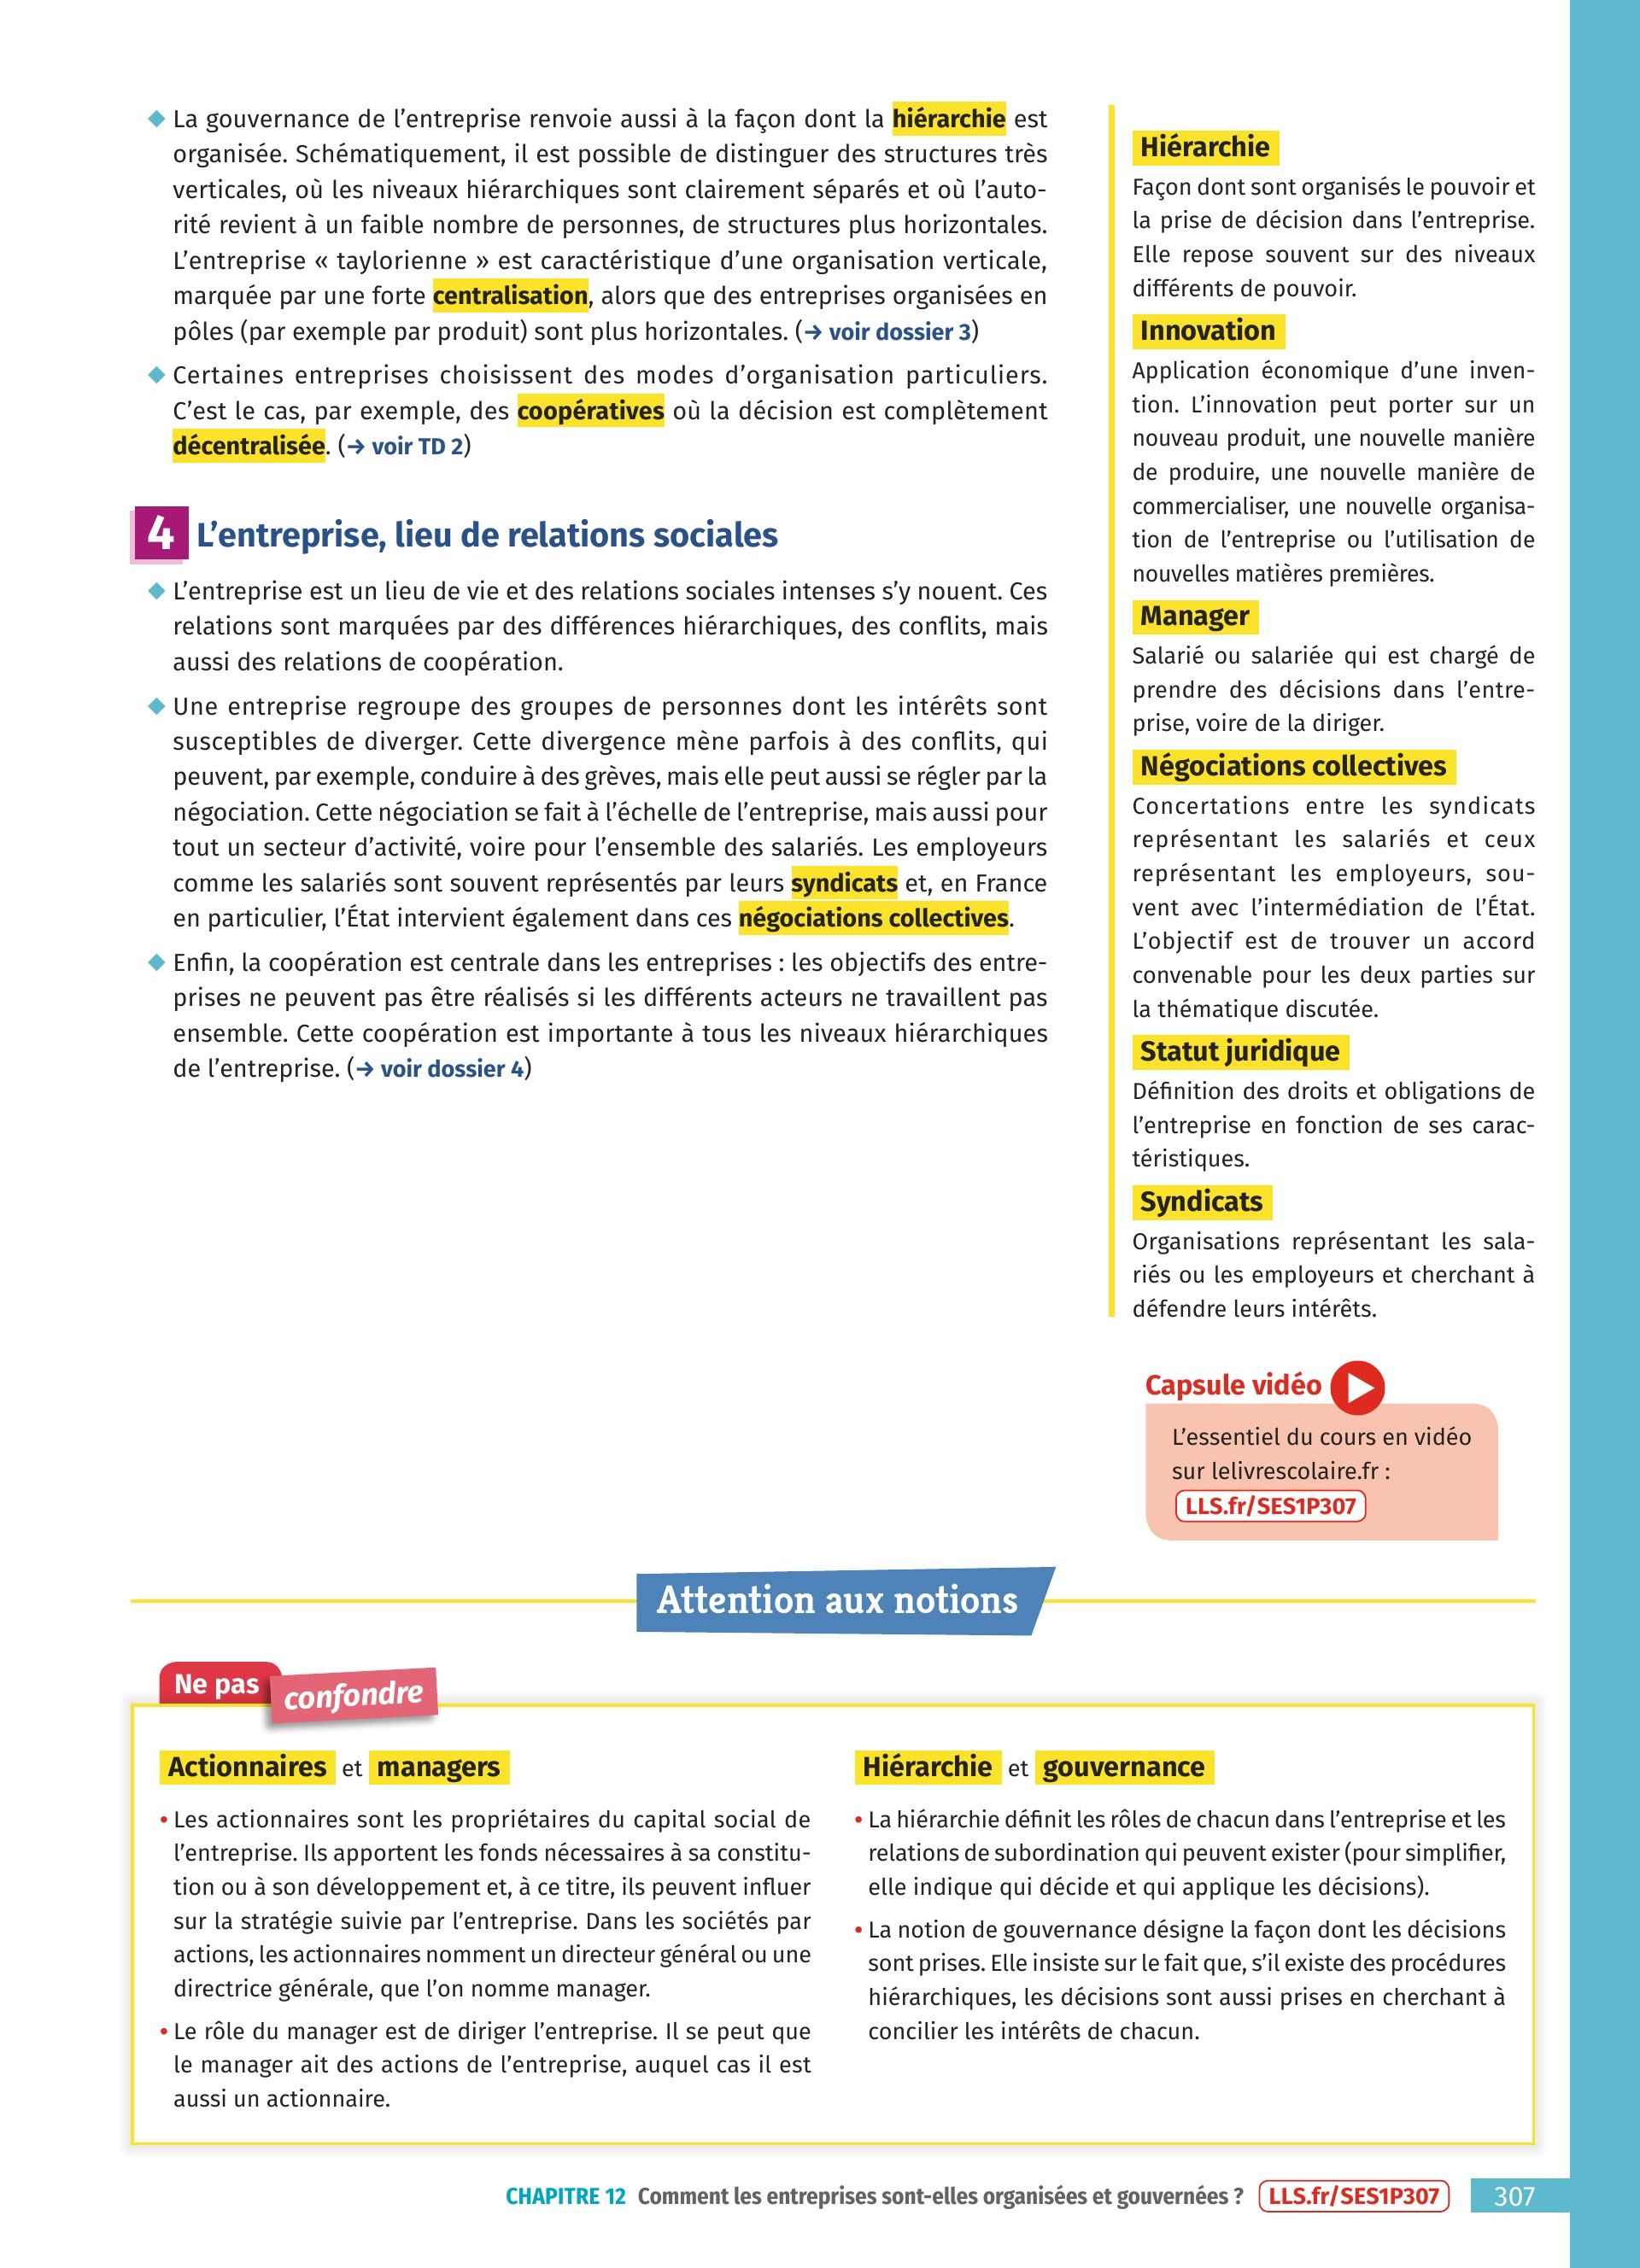 La gouvernance de l’entreprise renvoie aussi à la façon dont la hiérarchie est
organisée. Schématiquement, il est possible de distinguer des structures très
verticales, où les niveaux hiérarchiques sont clairement séparés et où l’auto-
rité revient à un faible nombre de personnes, de structures plus horizontales.
L’entreprise « taylorienne » est caractéristique d’une organisation verticale,
marquée par une forte centralisation, alors que des entreprises organisées en
pôles (par exemple par produit) sont plus horizontales. (→ voir dossier 3)
Certaines entreprises choisissent des modes d’organisation particuliers.
C’est le cas, par exemple, des coopératives où la décision est complètement
décentralisée. (→ voir TD 2)
4 L’entreprise, lieu de relations sociales
L’entreprise est un lieu de vie et des relations sociales intenses s’y nouent. Ces
relations sont marquées par des différences hiérarchiques, des conflits, mais
aussi des relations de coopération.
Une entreprise regroupe des groupes de personnes dont les intérêts sont
susceptibles de diverger. Cette divergence mène parfois à des conflits, qui
peuvent, par exemple, conduire à des grèves, mais elle peut aussi se régler par la
négociation. Cette négociation se fait à l’échelle de l’entreprise, mais aussi pour
tout un secteur d’activité, voire pour l’ensemble des salariés. Les employeurs
comme les salariés sont souvent représentés par leurs syndicats et, en France
en particulier, l’État intervient également dans ces négociations collectives.
Enfin, la coopération est centrale dans les entreprises : les objectifs des entre-
prises ne peuvent pas être réalisés si les différents acteurs ne travaillent pas
ensemble. Cette coopération est importante à tous les niveaux hiérarchiques
de l’entreprise. (→ voir dossier 4)
Hiérarchie
Façon dont sont organisés le pouvoir et
la prise de décision dans l’entreprise.
Elle repose souvent sur des niveaux
différents de pouvoir.
Innovation
Application économique d’une inven-
tion. L’innovation peut porter sur un
nouveau produit, une nouvelle manière
de produire, une nouvelle manière de
commercialiser, une nouvelle organisa-
tion de l’entreprise ou l’utilisation de
nouvelles matières premières.
Manager
Salarié ou salariée qui est chargé de
prendre des décisions dans l’entre-
prise, voire de la diriger.
Négociations collectives
Concertations entre les syndicats
représentant les salariés et ceux
représentant les employeurs, sou-
vent avec l’intermédiation de l’État.
L’objectif est de trouver un accord
convenable pour les deux parties sur
la thématique discutée.
Statut juridique
Définition des droits et obligations de
l’entreprise en fonction de ses carac-
téristiques.
Syndicats
Organisations représentant les sala-
riés ou les employeurs et cherchant à
défendre leurs intérêts.
Capsule vidéo
L’essentiel du cours en vidéo
sur lelivrescolaire.fr :
LLS.fr/SES1P307
Attention aux notions
Ne pas confondre
Actionnaires et managers
• Les actionnaires sont les propriétaires du capital social de
l’entreprise. Ils apportent les fonds nécessaires à sa constitu-
tion ou à son développement et, à ce titre, ils peuvent influer
sur la stratégie suivie par l’entreprise. Dans les sociétés par
actions, les actionnaires nomment un directeur général ou une
directrice générale, que l’on nomme manager.
• Le rôle du manager est de diriger l’entreprise. Il se peut que
le manager ait des actions de l’entreprise, auquel cas il est
aussi un actionnaire.
Hiérarchie et gouvernance
• La hiérarchie définit les rôles de chacun dans l’entreprise et les
relations de subordination qui peuvent exister (pour simplifier,
elle indique qui décide et qui applique les décisions).
• La notion de gouvernance désigne la façon dont les décisions
sont prises. Elle insiste sur le fait que, s’il existe des procédures
hiérarchiques, les décisions sont aussi prises en cherchant à
concilier les intérêts de chacun.
CHAPITRE 12 Comment les entreprises sont-elles organisées et gouvernées ? LLS.fr/SES1P307 307